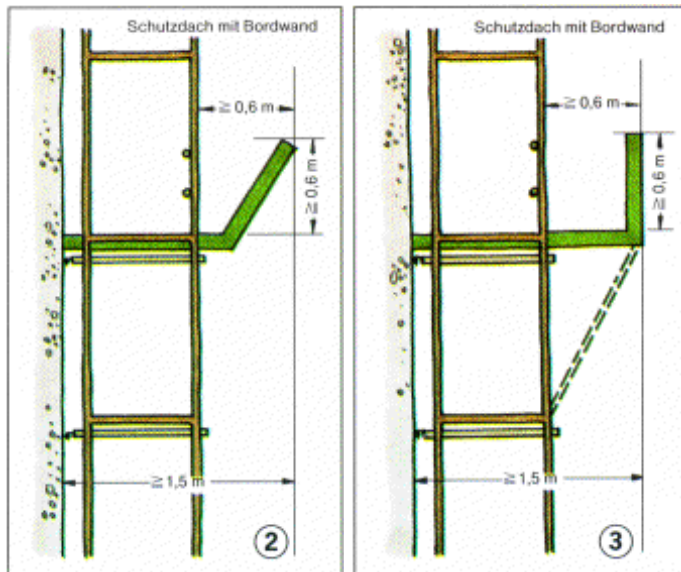 Schutzdach mit Bordwand
≧ 0,6 m
≧ 0,6 m
≧ 1,5 m
2
Schutzdach mit Bordwand
≧ 0,6 m
≧ 0,6 m
≧ 1,5 m
3